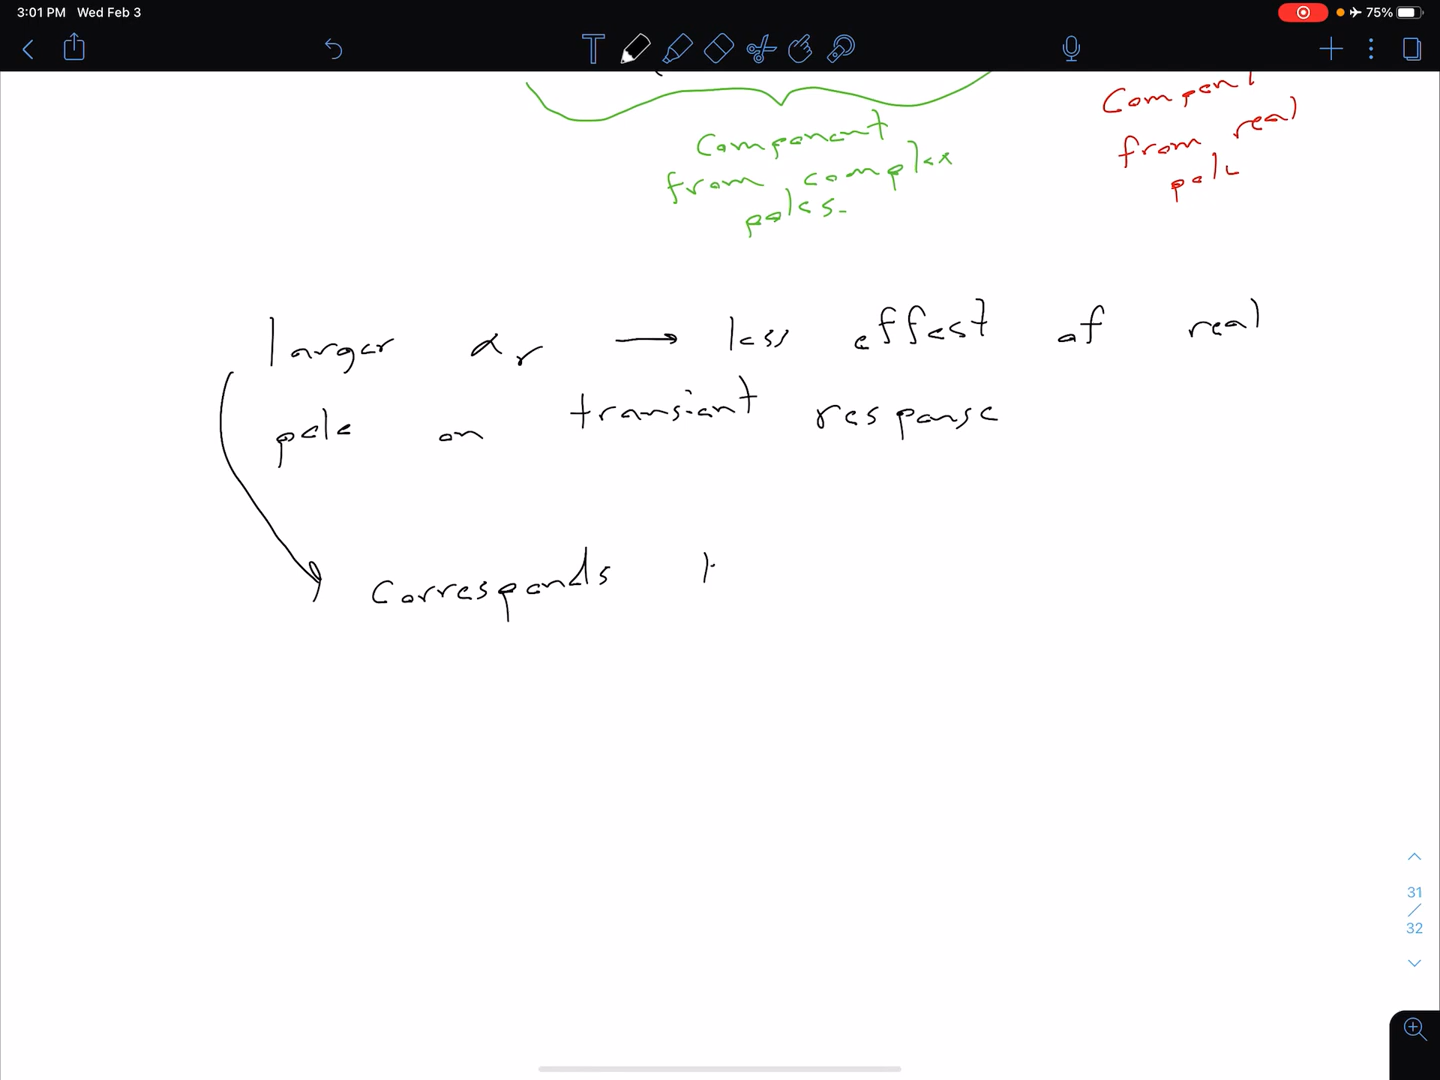 3:01 PM Wed Feb 3
75%
T
Component
from complex
poles.
Component
from real
pole
larger αr → less effect of real
pole on transient response
Corresponds
31
/
32